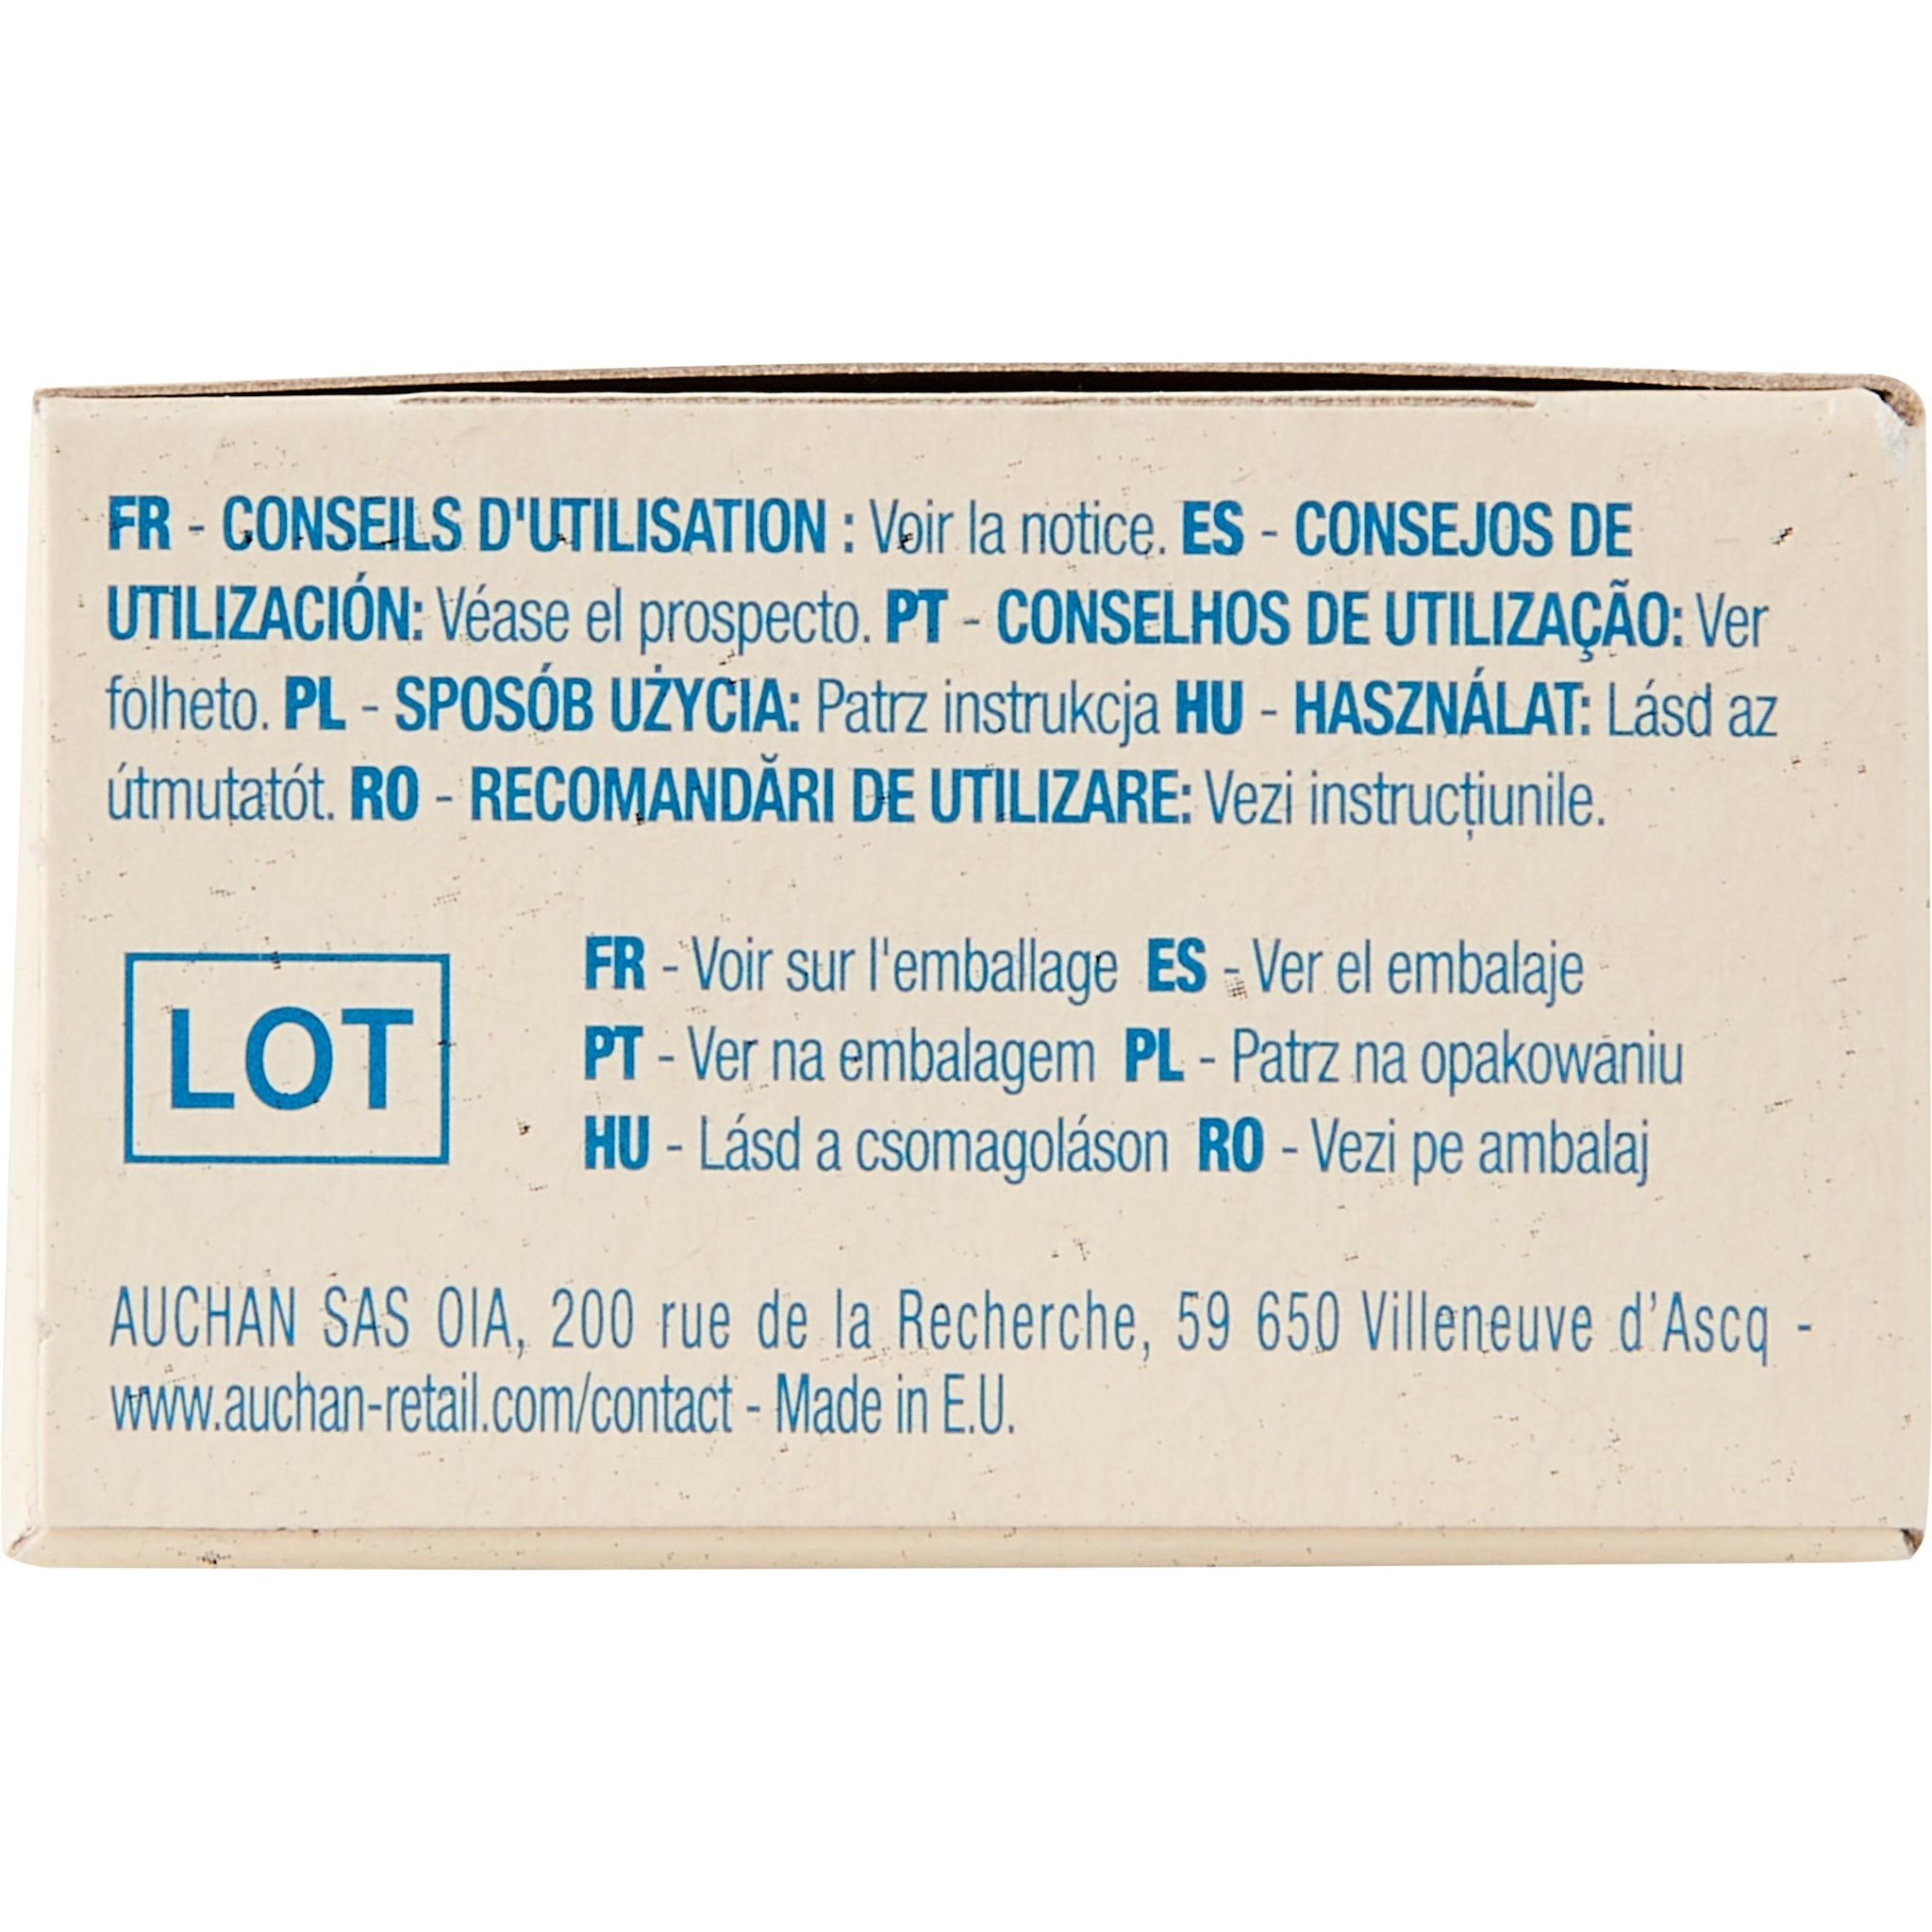 FR - CONSEILS D'UTILISATION : Voir la notice. ES - CONSEJOS DE
UTILIZACIÓN: Véase el prospecto. PT - CONSELHOS DE UTILIZAÇÃO: Ver
folheto. PL - SPOSÓB UŻYCIA: Patrz instrukcja HU - HASZNÁLAT: Lásd az
útmutatót. RO - RECOMANDĂRI DE UTILIZARE: Vezi instrucțiunile.
LOT
FR - Voir sur l'emballage ES - Ver el embalaje
PT - Ver na embalagem PL - Patrz na opakowaniu
HU - Lásd a csomagoláson RO - Vezi pe ambalaj
AUCHAN SAS OIA, 200 rue de la Recherche, 59 650 Villeneuve d’Ascq -
www.auchan-retail.com/contact - Made in E.U.